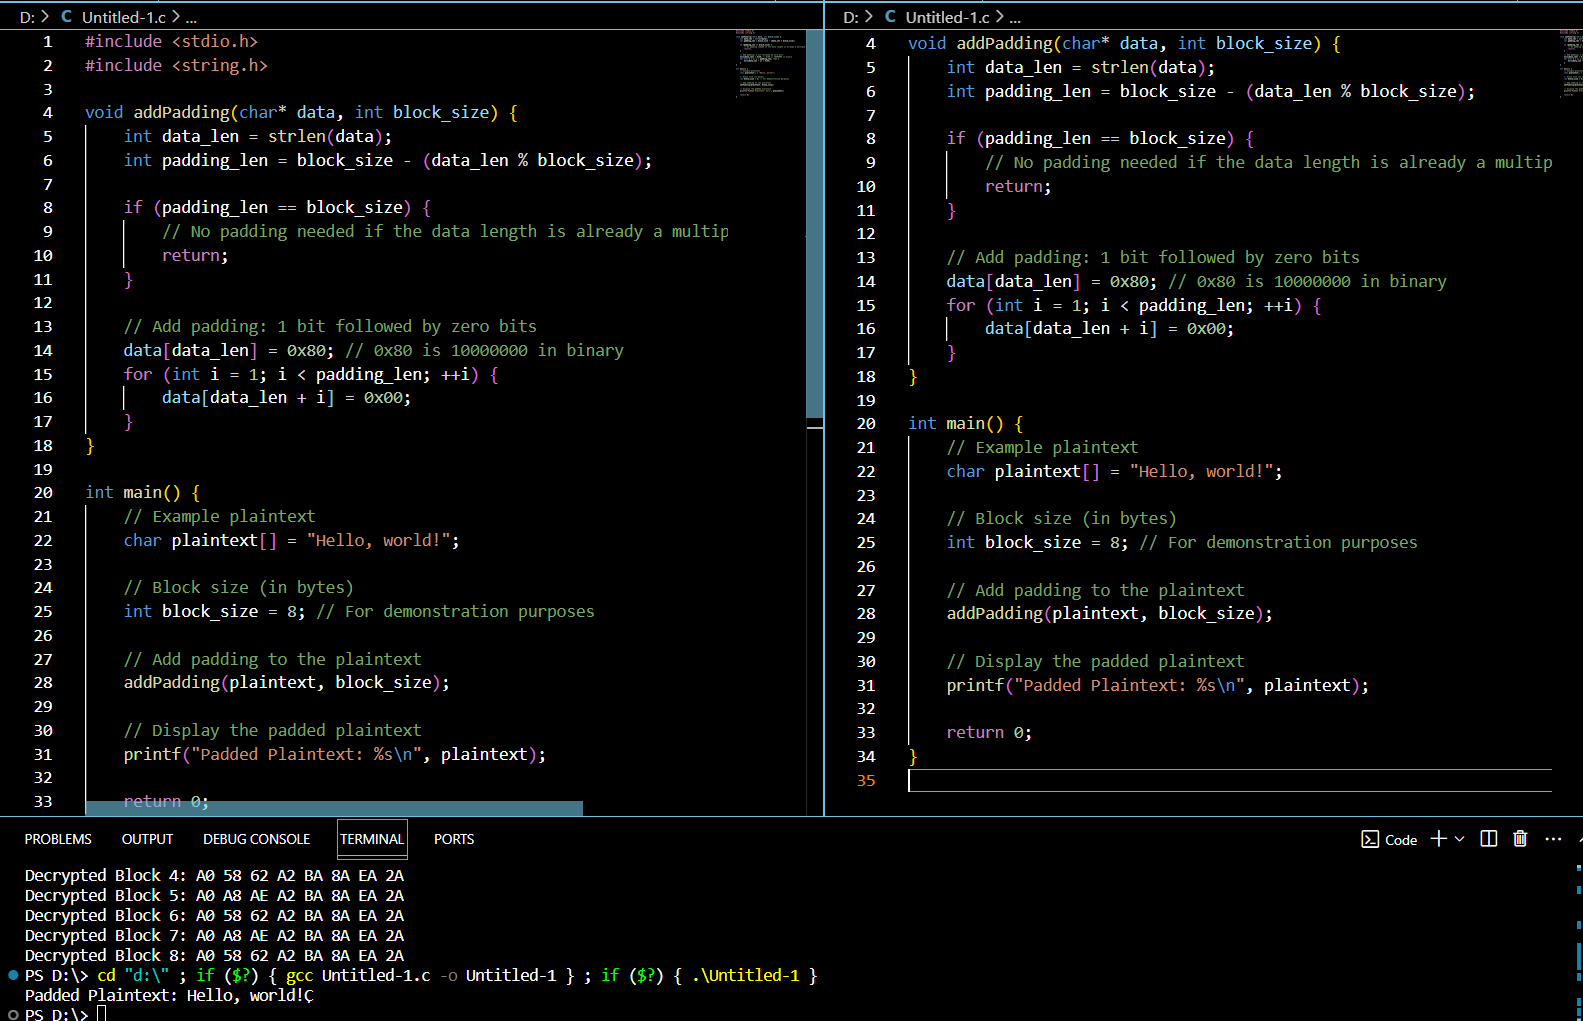 D: > C Untitled-1.c > ...
1 #include <stdio.h>
2 #include <string.h>
3
4 void addPadding(char* data, int block_size) {
5 int data_len = strlen(data);
6 int padding_len = block_size - (data_len % block_size);
7
8 if (padding_len == block_size) {
9 // No padding needed if the data length is already a multip
10 return;
11 }
12
13 // Add padding: 1 bit followed by zero bits
14 data[data_len] = 0x80; // 0x80 is 10000000 in binary
15 for (int i = 1; i < padding_len; ++i) {
16 data[data_len + i] = 0x00;
17 }
18 }
19
20 int main() {
21 // Example plaintext
22 char plaintext[] = "Hello, world!";
23
24 // Block size (in bytes)
25 int block_size = 8; // For demonstration purposes
26
27 // Add padding to the plaintext
28 addPadding(plaintext, block_size);
29
30 // Display the padded plaintext
31 printf("Padded Plaintext: %s\n", plaintext);
32
33 return 0;
D: > C Untitled-1.c > ...
4 void addPadding(char* data, int block_size) {
5 int data_len = strlen(data);
6 int padding_len = block_size - (data_len % block_size);
7
8 if (padding_len == block_size) {
9 // No padding needed if the data length is already a multip
10 return;
11 }
12
13 // Add padding: 1 bit followed by zero bits
14 data[data_len] = 0x80; // 0x80 is 10000000 in binary
15 for (int i = 1; i < padding_len; ++i) {
16 data[data_len + i] = 0x00;
17 }
18 }
19
20 int main() {
21 // Example plaintext
22 char plaintext[] = "Hello, world!";
23
24 // Block size (in bytes)
25 int block_size = 8; // For demonstration purposes
26
27 // Add padding to the plaintext
28 addPadding(plaintext, block_size);
29
30 // Display the padded plaintext
31 printf("Padded Plaintext: %s\n", plaintext);
32
33 return 0;
34 }
35
PROBLEMS OUTPUT DEBUG CONSOLE TERMINAL PORTS Code
Decrypted Block 4: A0 58 62 A2 BA 8A EA 2A
Decrypted Block 5: A0 A8 AE A2 BA 8A EA 2A
Decrypted Block 6: A0 58 62 A2 BA 8A EA 2A
Decrypted Block 7: A0 A8 AE A2 BA 8A EA 2A
Decrypted Block 8: A0 58 62 A2 BA 8A EA 2A
PS D:\> cd "d:\" ; if ($?) { gcc Untitled-1.c -o Untitled-1 } ; if ($?) { .\Untitled-1 }
Padded Plaintext: Hello, world!Ç
PS D:\>